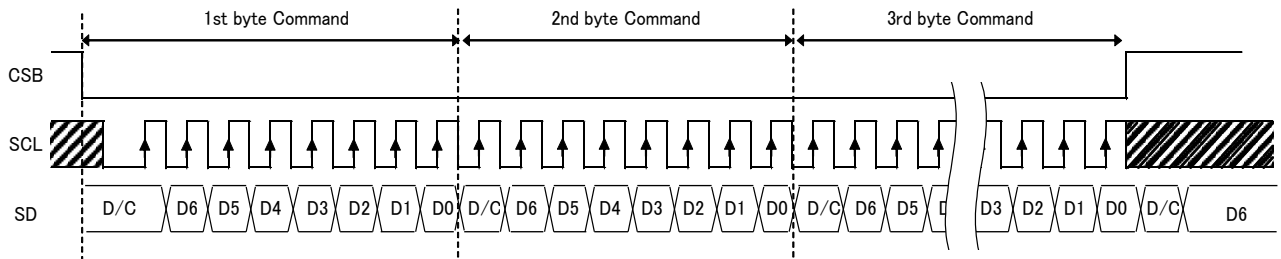 1st byte Command 2nd byte Command 3rd byte Command
CSB
SCL
SD D/C D6 D5 D4 D3 D2 D1 D0 D/C D6 D5 D4 D3 D2 D1 D0 D/C D6 D5 D3 D2 D1 D0 D/C D6